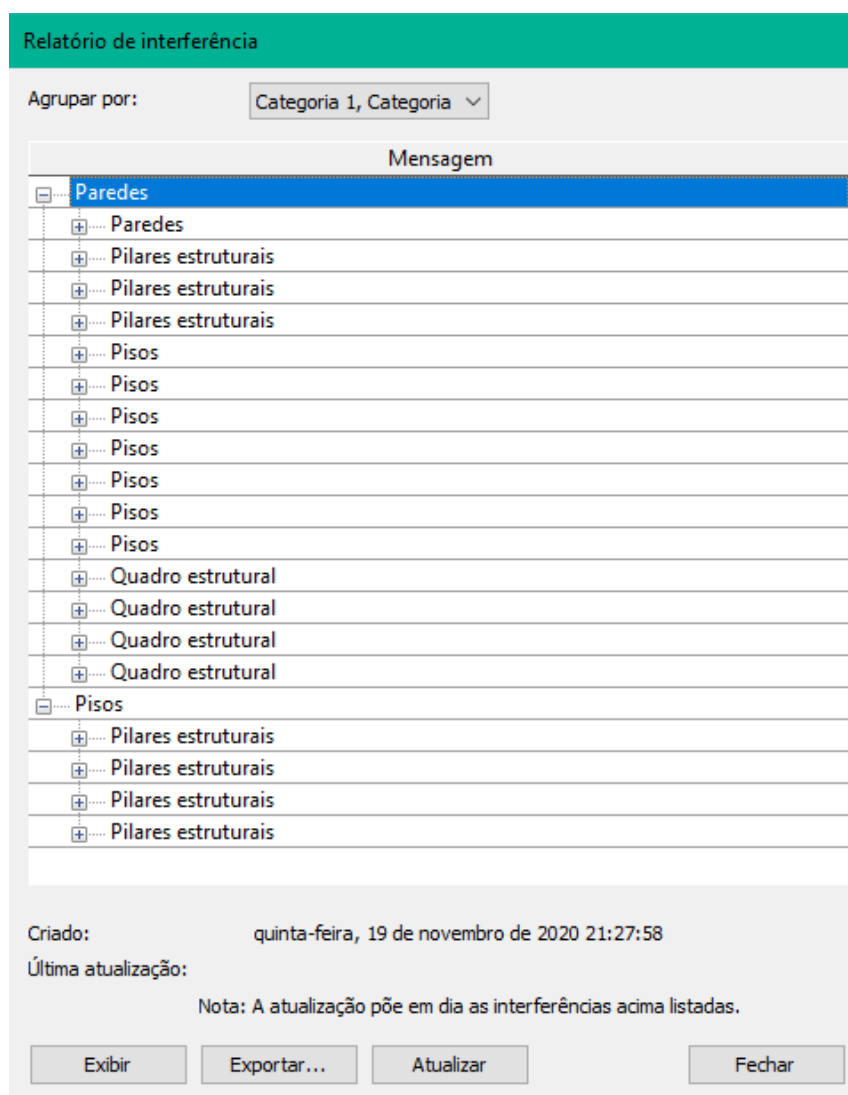 Relatório de interferência
Agrupar por: Categoria 1, Categoria
Mensagem
Paredes
Paredes
Pilares estruturais
Pilares estruturais
Pilares estruturais
Pisos
Pisos
Pisos
Pisos
Pisos
Pisos
Pisos
Quadro estrutural
Quadro estrutural
Quadro estrutural
Quadro estrutural
Pisos
Pilares estruturais
Pilares estruturais
Pilares estruturais
Pilares estruturais
Criado: quinta-feira, 19 de novembro de 2020 21:27:58
Última atualização:
Nota: A atualização põe em dia as interferências acima listadas.
Exibir Exportar... Atualizar Fechar